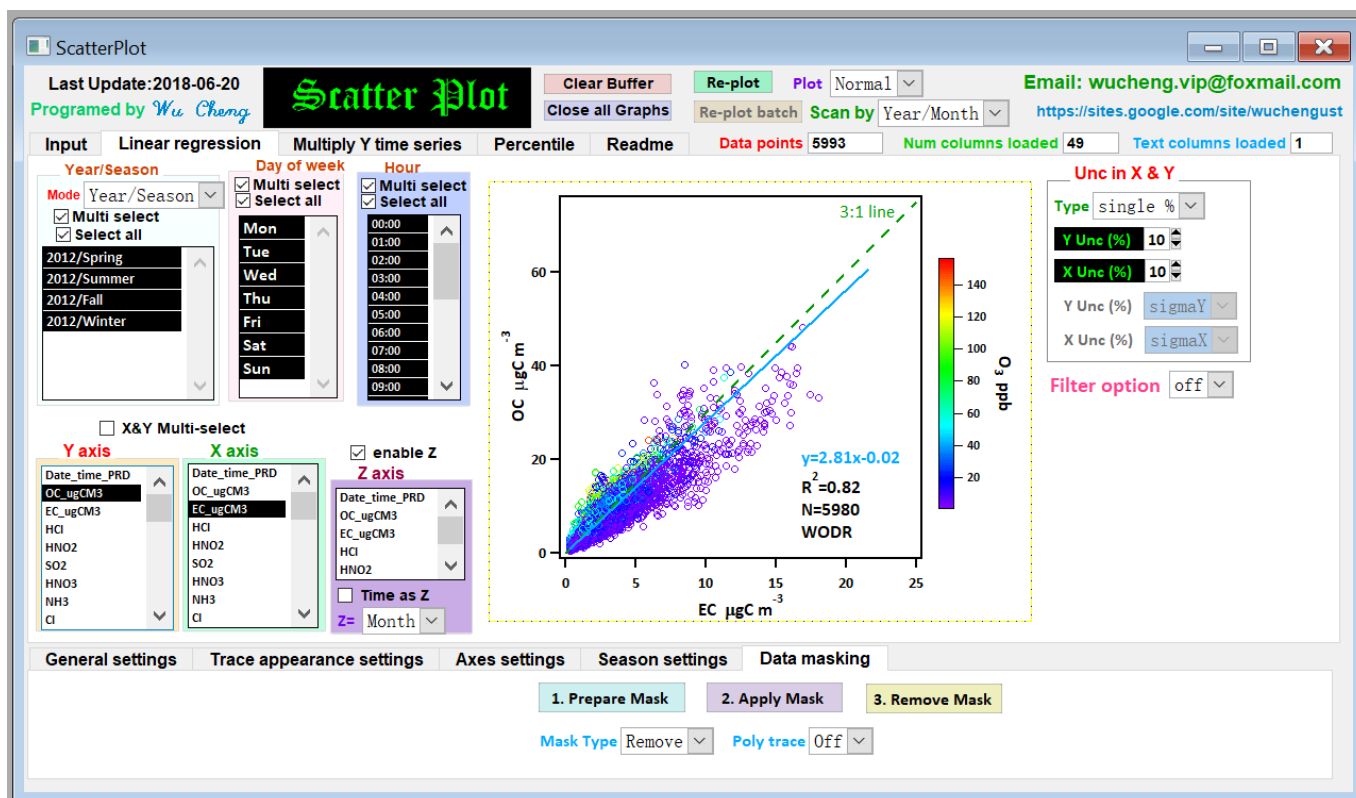 ScatterPlot
Last Update:2018-06-20
Programed by Wu Cheng
Scatter Plot
Clear Buffer
Close all Graphs
Re-plot
Plot Normal
Re-plot batch
Scan by Year/Month
Email: wucheng.vip@foxmail.com
https://sites.google.com/site/wuchengust
Input
Linear regression
Multiply Y time series
Percentile
Readme
Data points 5993
Num columns loaded 49
Text columns loaded 1
Year/Season
Mode Year/Season
Multi select
Select all
2012/Spring
2012/Summer
2012/Fall
2012/Winter
Day of week
Multi select
Select all
Mon
Tue
Wed
Thu
Fri
Sat
Sun
Hour
Multi select
Select all
00:00
01:00
02:00
03:00
04:00
05:00
06:00
07:00
08:00
09:00
X&Y Multi-select
Y axis
Date_time_PRD
OC_ugCM3
EC_ugCM3
HCl
HNO2
SO2
HNO3
NH3
Cl
X axis
Date_time_PRD
OC_ugCM3
EC_ugCM3
HCl
HNO2
SO2
HNO3
NH3
Cl
enable Z
Z axis
Date_time_PRD
OC_ugCM3
EC_ugCM3
HCl
HNO2
Time as Z
Z= Month
OC µgC m-3
60
40
20
0
0 5 10 15 20 25
EC µgC m-3
3:1 line
y=2.81x-0.02
R2=0.82
N=5980
WODR
140
120
100
80
60
40
20
O3 ppb
Unc in X & Y
Type single %
Y Unc (%) 10
X Unc (%) 10
Y Unc (%) sigmaY
X Unc (%) sigmaX
Filter option off
General settings
Trace appearance settings
Axes settings
Season settings
Data masking
1. Prepare Mask
2. Apply Mask
3. Remove Mask
Mask Type Remove
Poly trace Off